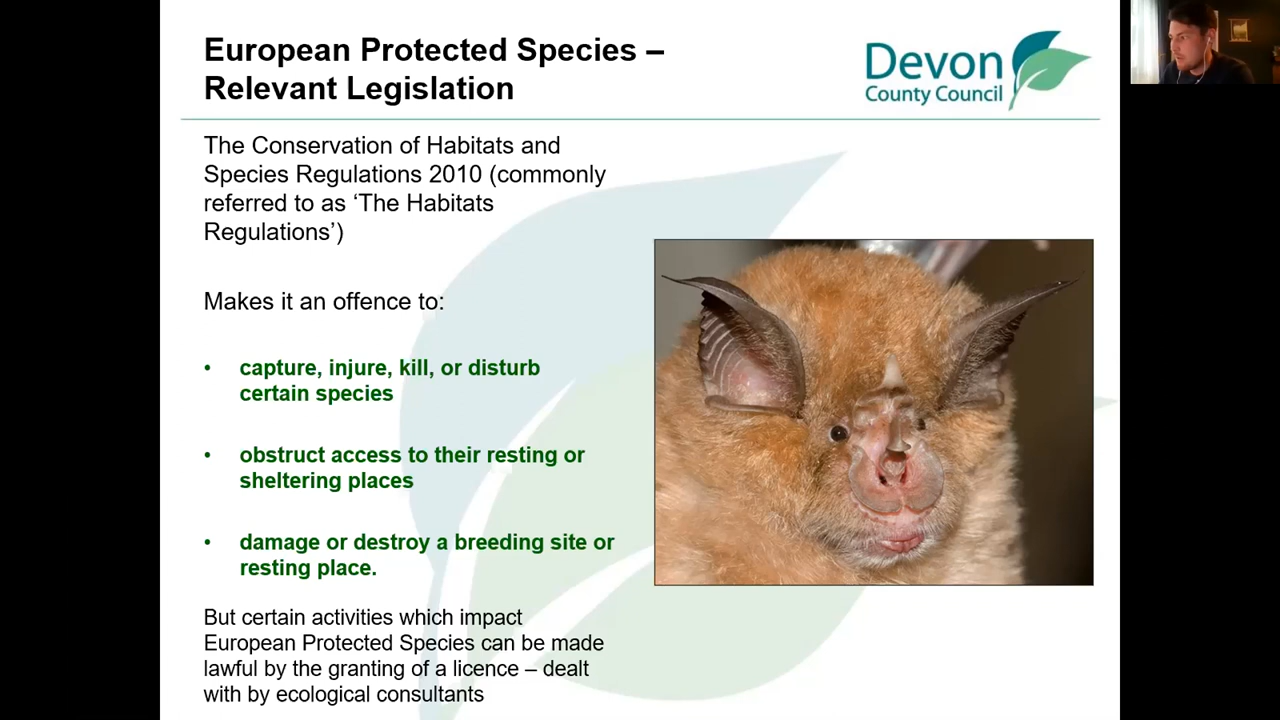 European Protected Species –
Relevant Legislation
Devon
County Council
The Conservation of Habitats and
Species Regulations 2010 (commonly
referred to as ‘The Habitats
Regulations’)
Makes it an offence to:
• capture, injure, kill, or disturb
certain species
• obstruct access to their resting or
sheltering places
• damage or destroy a breeding site or
resting place.
But certain activities which impact
European Protected Species can be made
lawful by the granting of a licence – dealt
with by ecological consultants